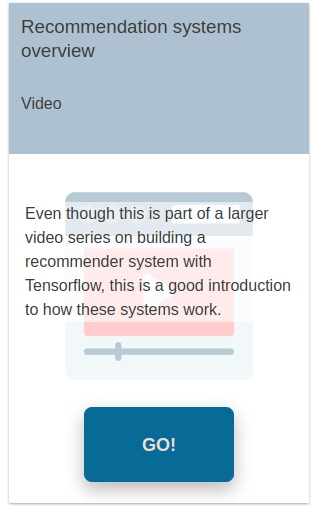 Recommendation systems
overview
Video
Even though this is part of a larger
video series on building a
recommender system with
Tensorflow, this is a good introduction
to how these systems work.
GO!